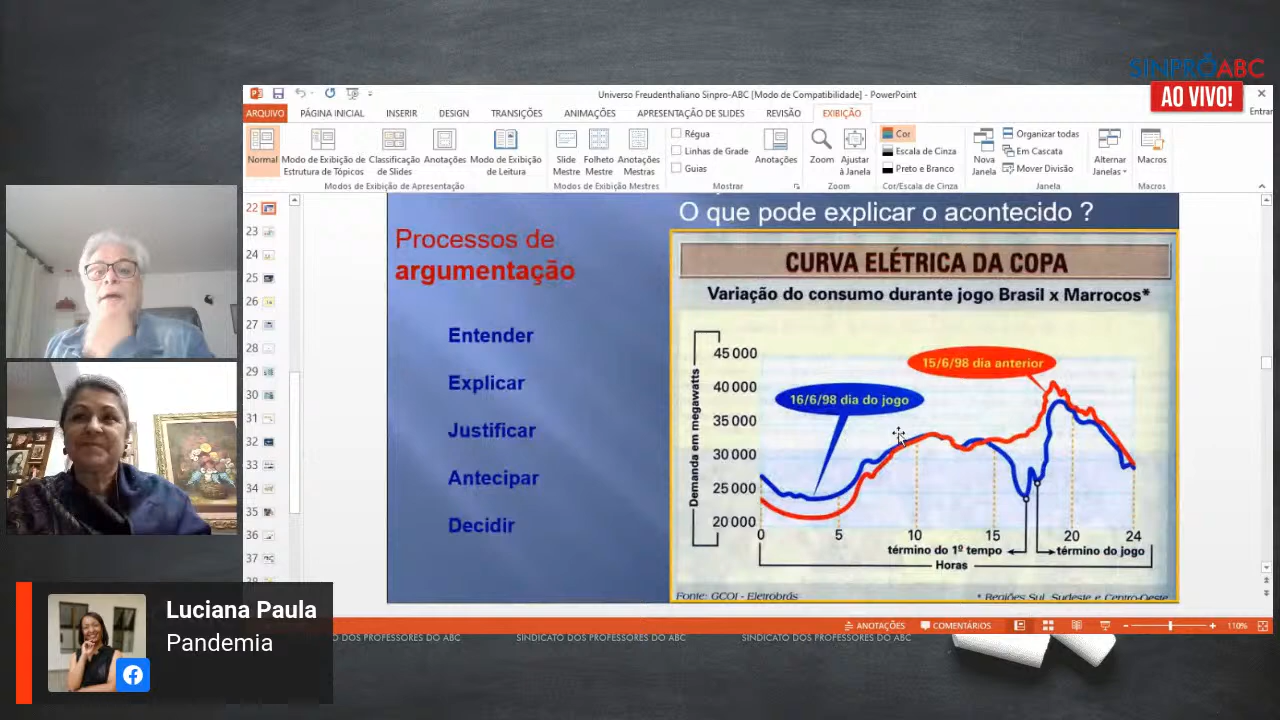 SINPROABC
AO VIVO!
Universo Freudenthaliano Sinpro-ABC [Modo de Compatibilidade] - PowerPoint
ARQUIVO PÁGINA INICIAL INSERIR DESIGN TRANSIÇÕES ANIMAÇÕES APRESENTAÇÃO DE SLIDES REVISÃO EXIBIÇÃO Entrar
Normal
Modo de Exibição de Estrutura de Tópicos
Classificação de Slides
Anotações
Modo de Exibição de Leitura
Modos de Exibição de Apresentação
Slide Mestre
Folheto Mestre
Anotações Mestras
Modos de Exibição Mestres
Régua
Linhas de Grade
Guias
Anotações
Mostrar
Zoom
Ajustar à Janela
Zoom
Cor
Escala de Cinza
Preto e Branco
Cor/Escala de Cinza
Nova Janela
Organizar todas
Em Cascata
Mover Divisão
Janela
Alternar Janelas
Macros
Macros
22
23
24
25
26
27
28
29
30
31
32
33
34
35
36
37
38
O que pode explicar o acontecido ?
Processos de
argumentação
Entender
Explicar
Justificar
Antecipar
Decidir
CURVA ELÉTRICA DA COPA
Variação do consumo durante jogo Brasil x Marrocos*
Demanda em megawatts
45 000
40 000
35 000
30 000
25 000
20 000
15/6/98 dia anterior
16/6/98 dia do jogo
0 5 10 15 20 24
término do 1º tempo
término do jogo
Horas
Fonte: GCOI - Eletrobrás
* Regiões Sul, Sudeste e Centro-Oeste
ANOTAÇÕES COMENTÁRIOS 110%
DOS PROFESSORES DO ABC SINDICATO DOS PROFESSORES DO ABC SINDICATO DOS PROFESSORES DO ABC
Luciana Paula
Pandemia